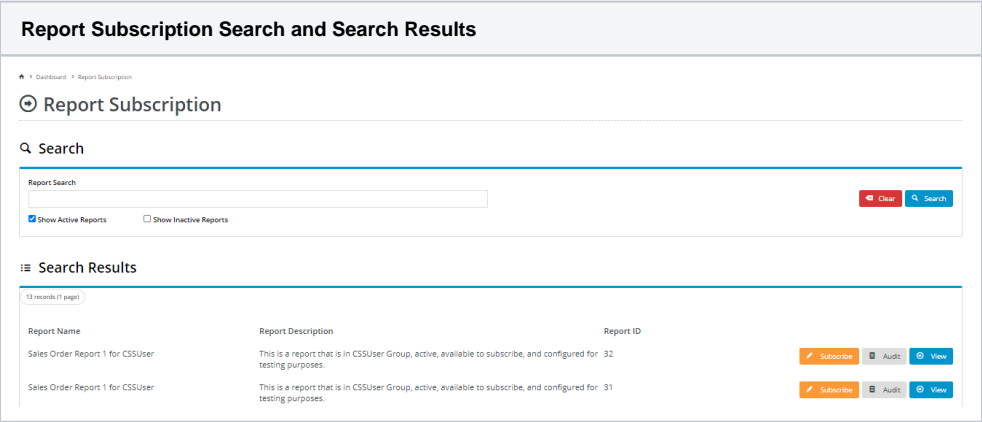 Report Subscription Search and Search Results
Dashboard > Report Subscription
Report Subscription
Search
Report Search
Clear
Search
Show Active Reports
Show Inactive Reports
Search Results
13 records (1 page)
Report Name Report Description Report ID
Sales Order Report 1 for CSSUser This is a report that is in CSSUser Group, active, available to subscribe, and configured for 32 Subscribe Audit View
testing purposes.
Sales Order Report 1 for CSSUser This is a report that is in CSSUser Group, active, available to subscribe, and configured for 31 Subscribe Audit View
testing purposes.